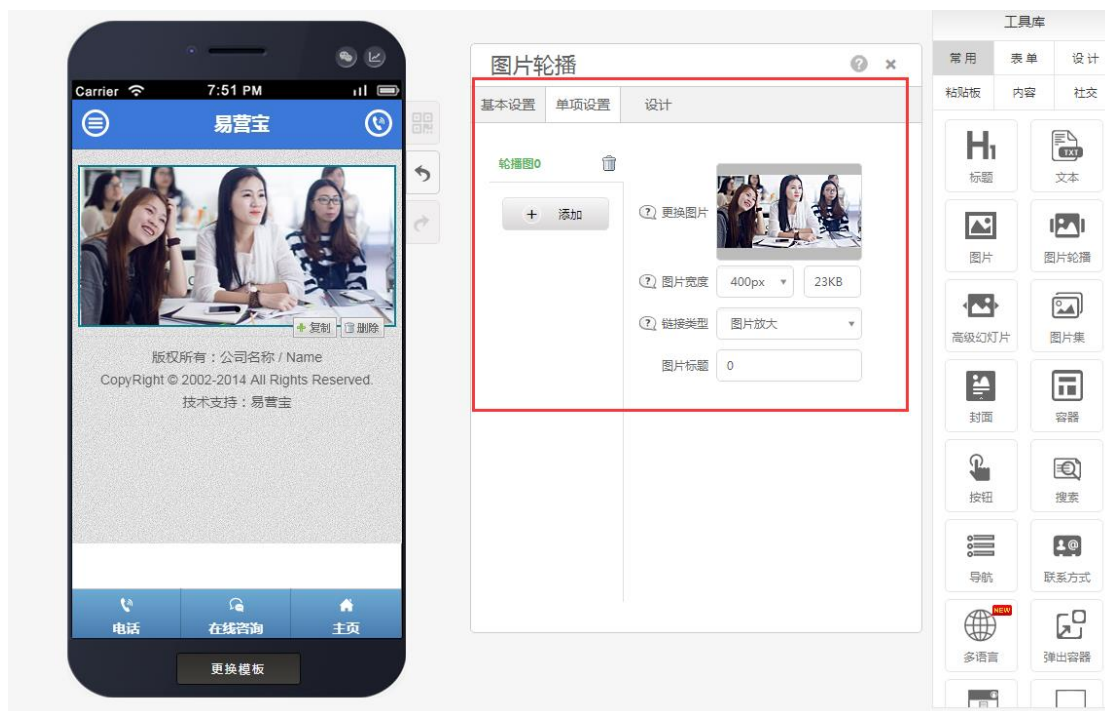 工具库
常用 表单 设计
粘贴板 内容 社交
Carrier 7:51 PM
易营宝
复制 删除
版权所有：公司名称 / Name
CopyRight © 2002-2014 All Rights Reserved.
技术支持：易营宝
电话 在线咨询 主页
更换模板
图片轮播 ? ×
基本设置 单项设置 设计
轮播图0
+ 添加
? 更换图片
? 图片宽度 400px 23KB
? 链接类型 图片放大
图片标题 0
H1 TXT
标题 文本
图片 图片轮播
高级幻灯片 图片集
封面 容器
按钮 搜索
导航 联系方式
NEW
多语言 弹出容器